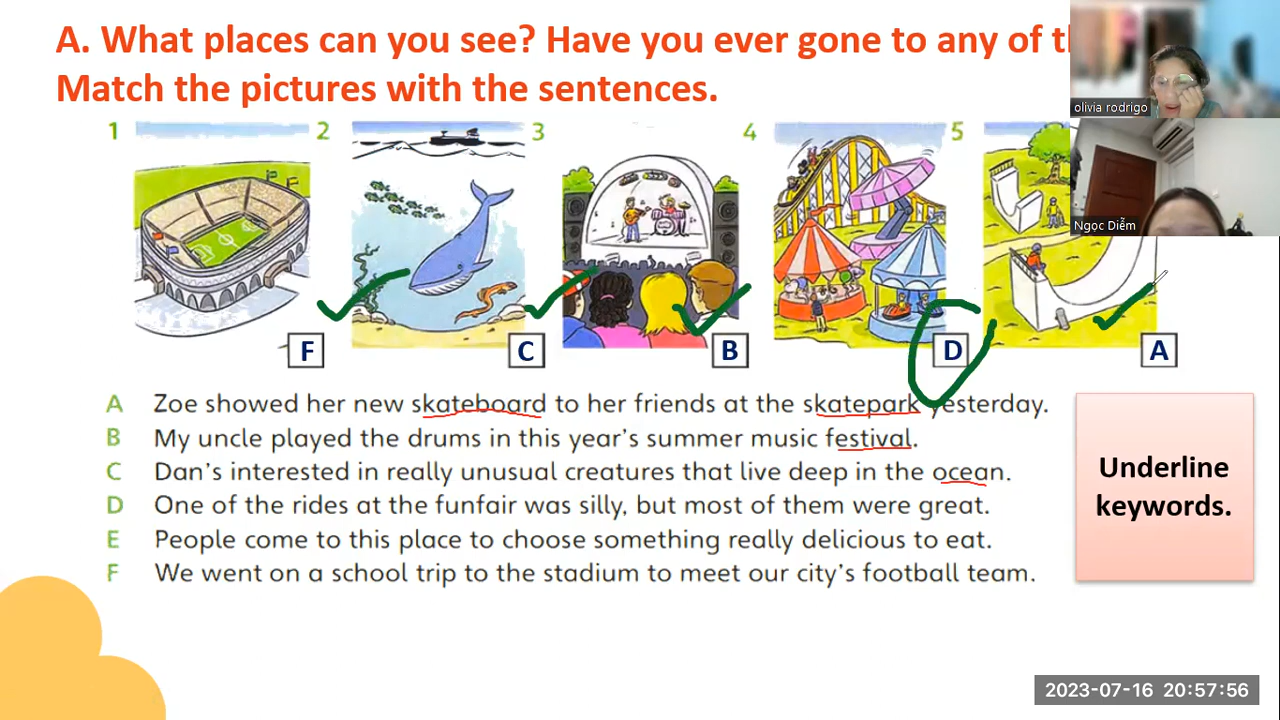 A. What places can you see? Have you ever gone to any of
Match the pictures with the sentences.
1 2 3 4 5
olivia rodrigo
Ngọc Diễm
F C B D A
A Zoe showed her new skateboard to her friends at the skatepark yesterday.
B My uncle played the drums in this year's summer music festival.
C Dan's interested in really unusual creatures that live deep in the ocean.
D One of the rides at the funfair was silly, but most of them were great.
E People come to this place to choose something really delicious to eat.
F We went on a school trip to the stadium to meet our city's football team.
Underline
keywords.
2023-07-16 20:57:56